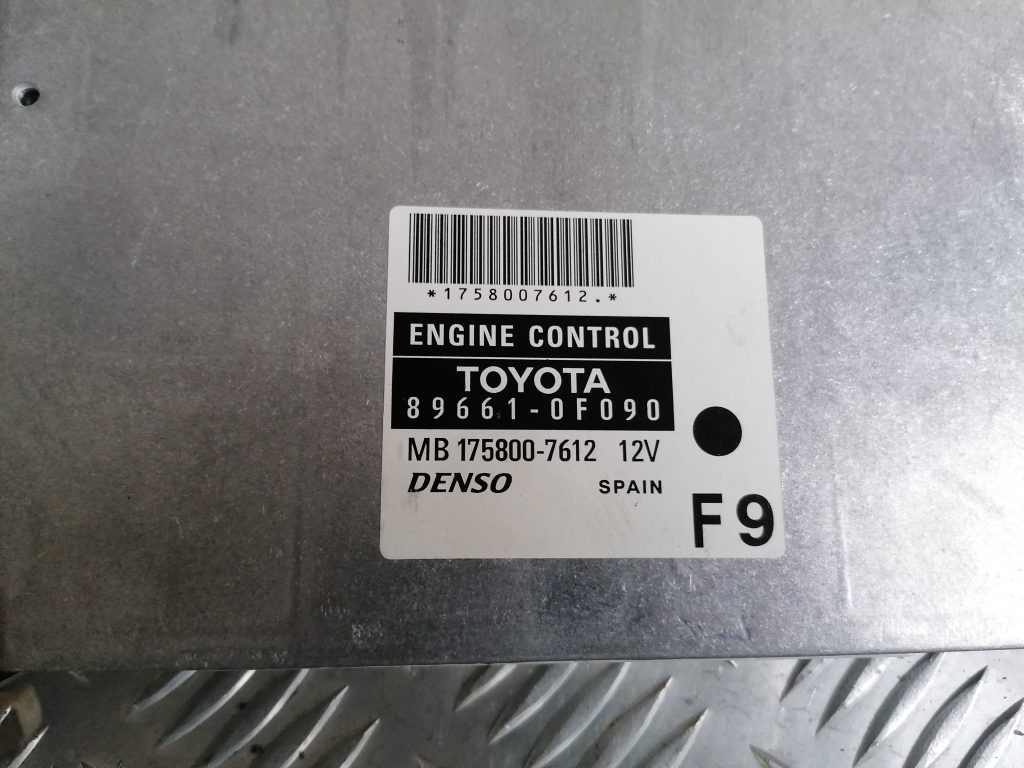 *1758007612.*
ENGINE CONTROL
TOYOTA
89661-0F090
MB 175800-7612 12V
DENSO SPAIN
F9